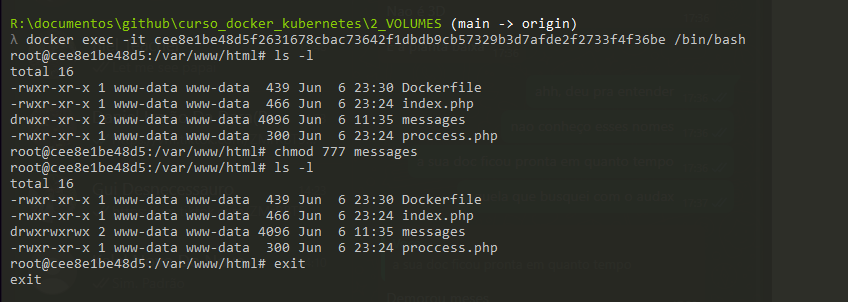 R:\documentos\github\curso_docker_kubernetes\2_VOLUMES (main -> origin)
λ docker exec -it cee8e1be48d5f2631678cbac73642f1dbdb9cb57329b3d7afde2f2733f4f36be /bin/bash
root@cee8e1be48d5:/var/www/html# ls -l
total 16
-rwxr-xr-x 1 www-data www-data  439 Jun  6 23:30 Dockerfile
-rwxr-xr-x 1 www-data www-data  466 Jun  6 23:24 index.php
drwxr-xr-x 2 www-data www-data 4096 Jun  6 11:35 messages
-rwxr-xr-x 1 www-data www-data  300 Jun  6 23:24 proccess.php
root@cee8e1be48d5:/var/www/html# chmod 777 messages
root@cee8e1be48d5:/var/www/html# ls -l
total 16
-rwxr-xr-x 1 www-data www-data  439 Jun  6 23:30 Dockerfile
-rwxr-xr-x 1 www-data www-data  466 Jun  6 23:24 index.php
drwxrwxrwx 2 www-data www-data 4096 Jun  6 11:35 messages
-rwxr-xr-x 1 www-data www-data  300 Jun  6 23:24 proccess.php
root@cee8e1be48d5:/var/www/html# exit
exit